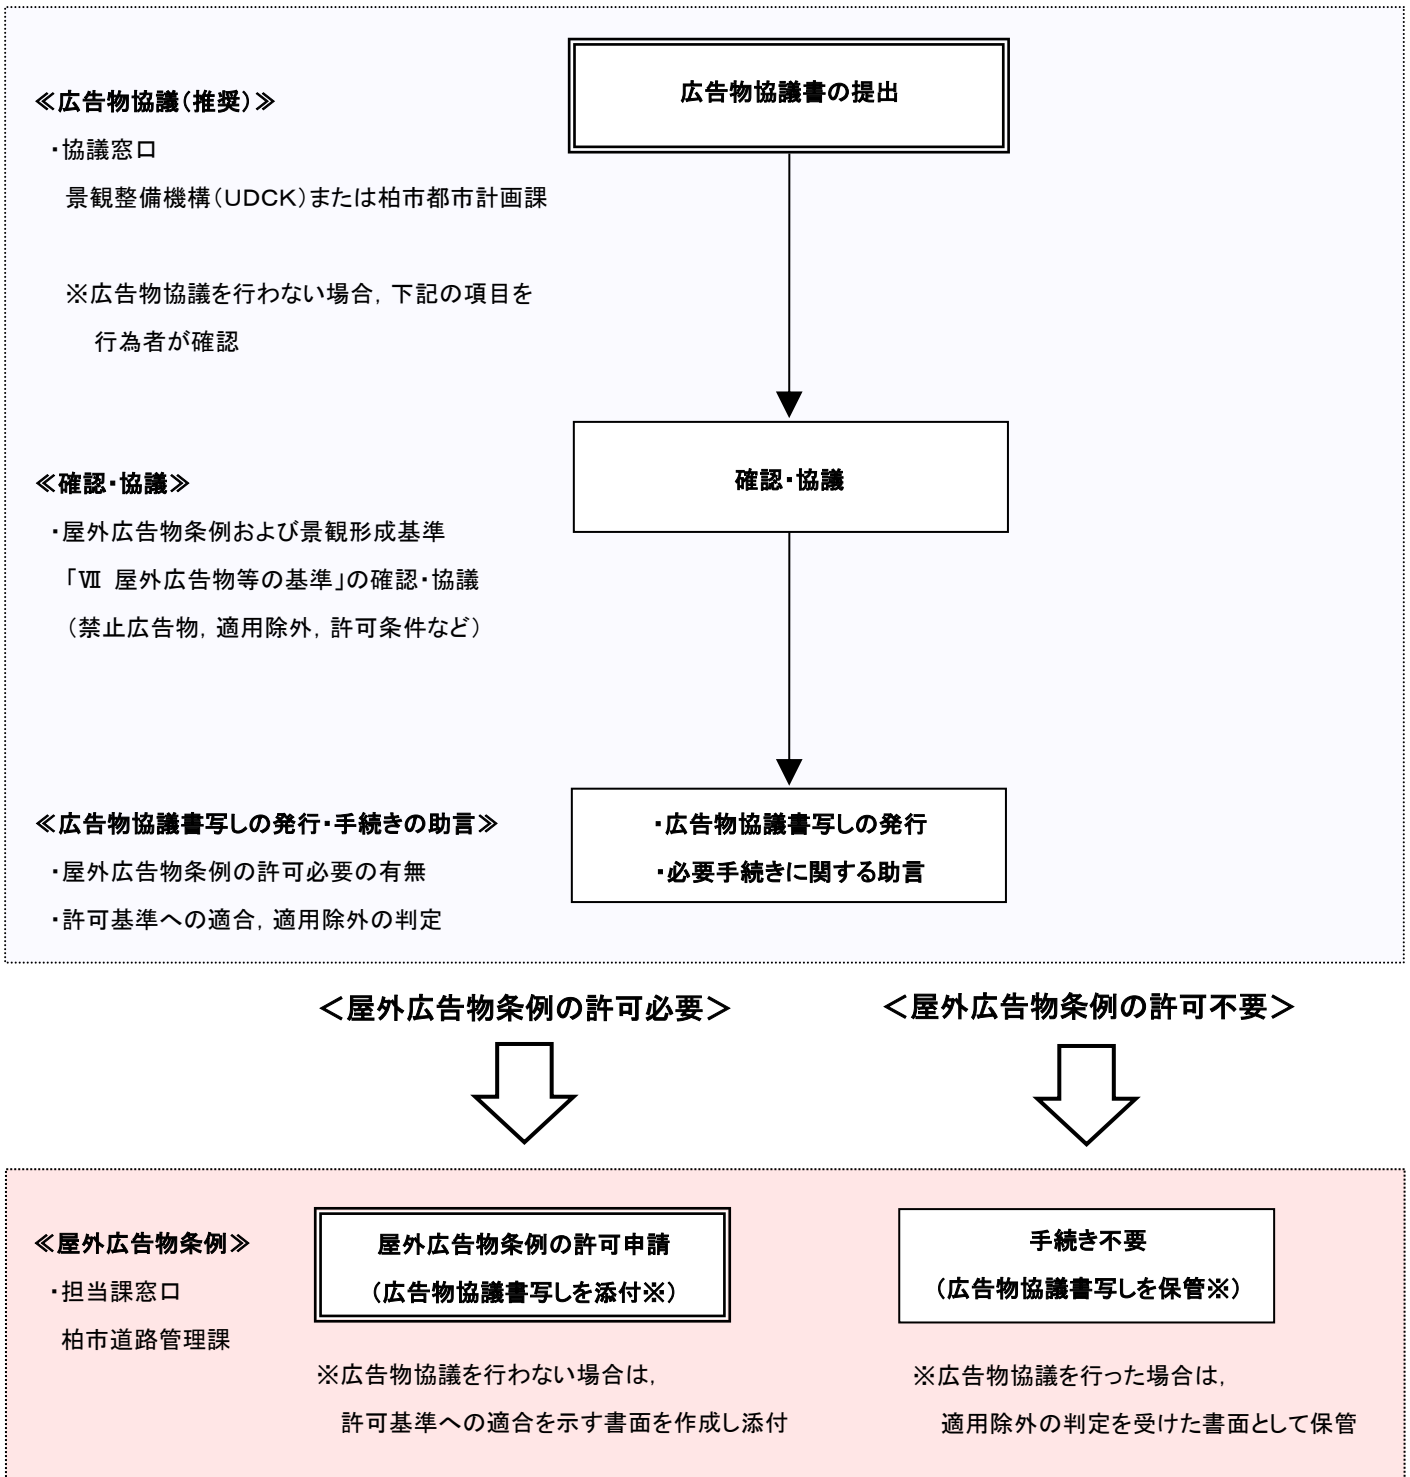 広告物協議書の提出
≪広告物協議(推奨)≫
・協議窓口
景観整備機構(UDCK)または柏市都市計画課
※広告物協議を行わない場合,下記の項目を
行為者が確認
確認・協議
≪確認・協議≫
・屋外広告物条例および景観形成基準
「Ⅶ 屋外広告物等の基準」の確認・協議
(禁止広告物,適用除外,許可条件など)
≪広告物協議書写しの発行・手続きの助言≫
・屋外広告物条例の許可必要の有無
・許可基準への適合,適用除外の判定
・広告物協議書写しの発行
・必要手続きに関する助言
<屋外広告物条例の許可必要>
<屋外広告物条例の許可不要>
≪屋外広告物条例≫
・担当課窓口
柏市道路管理課
屋外広告物条例の許可申請
(広告物協議書写しを添付※)
※広告物協議を行わない場合は,
許可基準への適合を示す書面を作成し添付
手続き不要
(広告物協議書写しを保管※)
※広告物協議を行った場合は,
適用除外の判定を受けた書面として保管